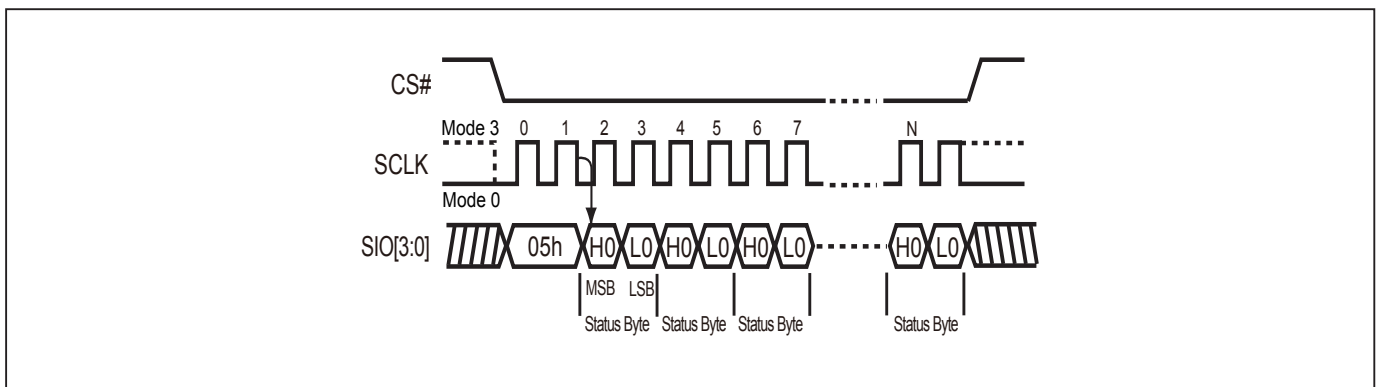 CS#
Mode 3 0 1 2 3 4 5 6 7 N
SCLK
Mode 0
SIO[3:0] 05h H0 L0 H0 L0 H0 L0 H0 L0
MSB LSB
Status Byte Status Byte Status Byte Status Byte